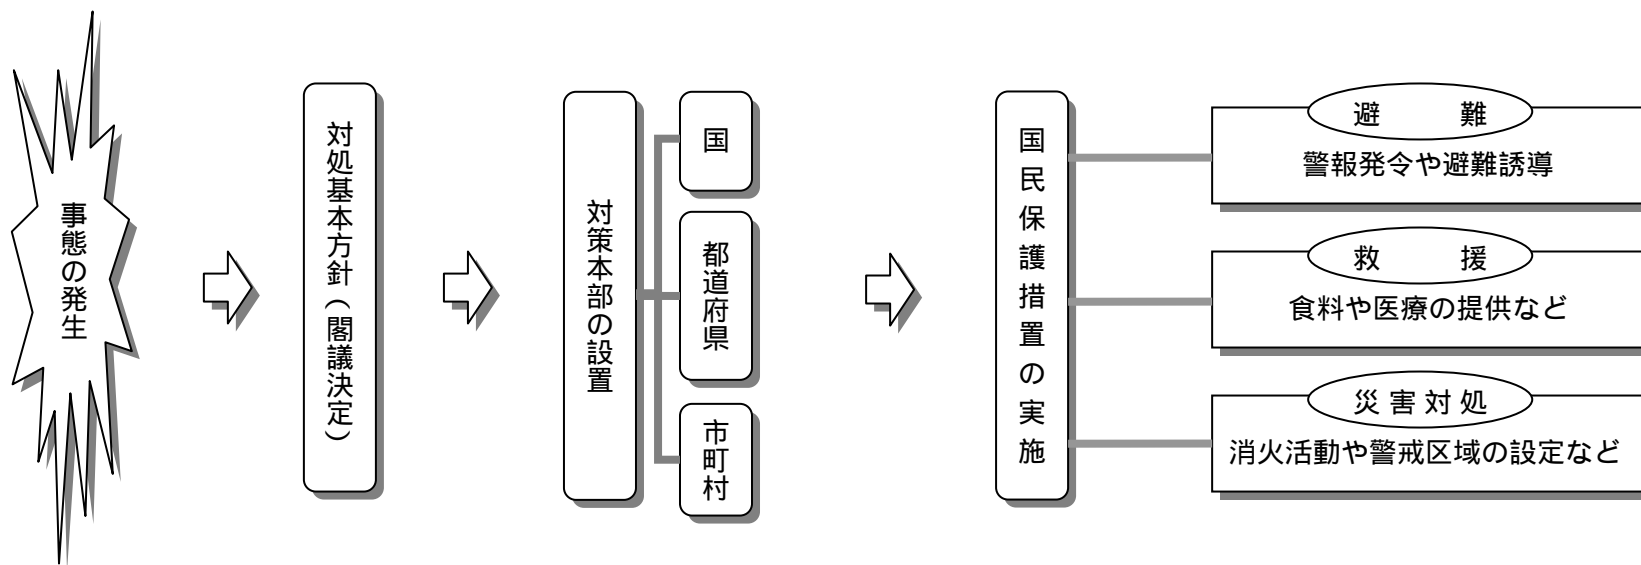 事態の発生
対処基本方針（閣議決定）
対策本部の設置
国
都道府県
市町村
国民保護措置の実施
避難
警報発令や避難誘導
救援
食料や医療の提供など
災害対処
消火活動や警戒区域の設定など